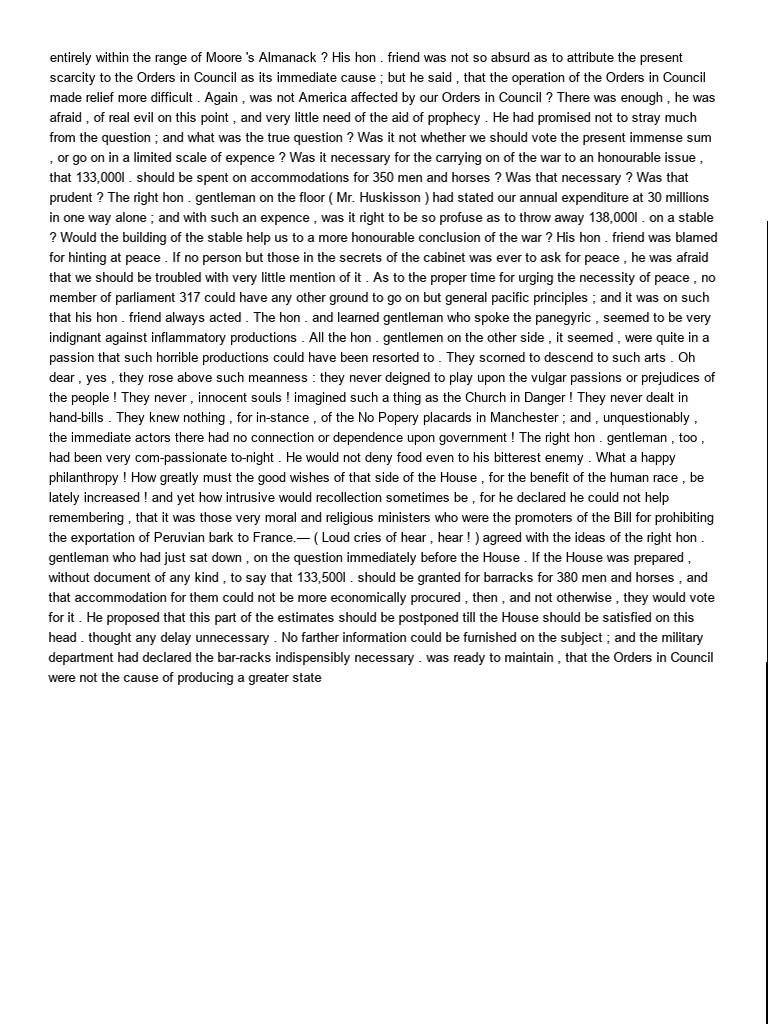 entirely within the range of Moore 's Almanack ? His hon . friend was not so absurd as to attribute the present
scarcity to the Orders in Council as its immediate cause ; but he said , that the operation of the Orders in Council
made relief more difficult . Again , was not America affected by our Orders in Council ? There was enough , he was
afraid , of real evil on this point , and very little need of the aid of prophecy . He had promised not to stray much
from the question ; and what was the true question ? Was it not whether we should vote the present immense sum
, or go on in a limited scale of expence ? Was it necessary for the carrying on of the war to an honourable issue ,
that 133,000l . should be spent on accommodations for 350 men and horses ? Was that necessary ? Was that
prudent ? The right hon . gentleman on the floor ( Mr. Huskisson ) had stated our annual expenditure at 30 millions
in one way alone ; and with such an expence , was it right to be so profuse as to throw away 138,000l . on a stable
? Would the building of the stable help us to a more honourable conclusion of the war ? His hon . friend was blamed
for hinting at peace . If no person but those in the secrets of the cabinet was ever to ask for peace , he was afraid
that we should be troubled with very little mention of it . As to the proper time for urging the necessity of peace , no
member of parliament 317 could have any other ground to go on but general pacific principles ; and it was on such
that his hon . friend always acted . The hon . and learned gentleman who spoke the panegyric , seemed to be very
indignant against inflammatory productions . All the hon . gentlemen on the other side , it seemed , were quite in a
passion that such horrible productions could have been resorted to . They scorned to descend to such arts . Oh
dear , yes , they rose above such meanness : they never deigned to play upon the vulgar passions or prejudices of
the people ! They never , innocent souls ! imagined such a thing as the Church in Danger ! They never dealt in
hand-bills . They knew nothing , for in-stance , of the No Popery placards in Manchester ; and , unquestionably ,
the immediate actors there had no connection or dependence upon government ! The right hon . gentleman , too ,
had been very com-passionate to-night . He would not deny food even to his bitterest enemy . What a happy
philanthropy ! How greatly must the good wishes of that side of the House , for the benefit of the human race , be
lately increased ! and yet how intrusive would recollection sometimes be , for he declared he could not help
remembering , that it was those very moral and religious ministers who were the promoters of the Bill for prohibiting
the exportation of Peruvian bark to France.— ( Loud cries of hear , hear ! ) agreed with the ideas of the right hon .
gentleman who had just sat down , on the question immediately before the House . If the House was prepared ,
without document of any kind , to say that 133,500l . should be granted for barracks for 380 men and horses , and
that accommodation for them could not be more economically procured , then , and not otherwise , they would vote
for it . He proposed that this part of the estimates should be postponed till the House should be satisfied on this
head . thought any delay unnecessary . No farther information could be furnished on the subject ; and the military
department had declared the bar-racks indispensibly necessary . was ready to maintain , that the Orders in Council
were not the cause of producing a greater state